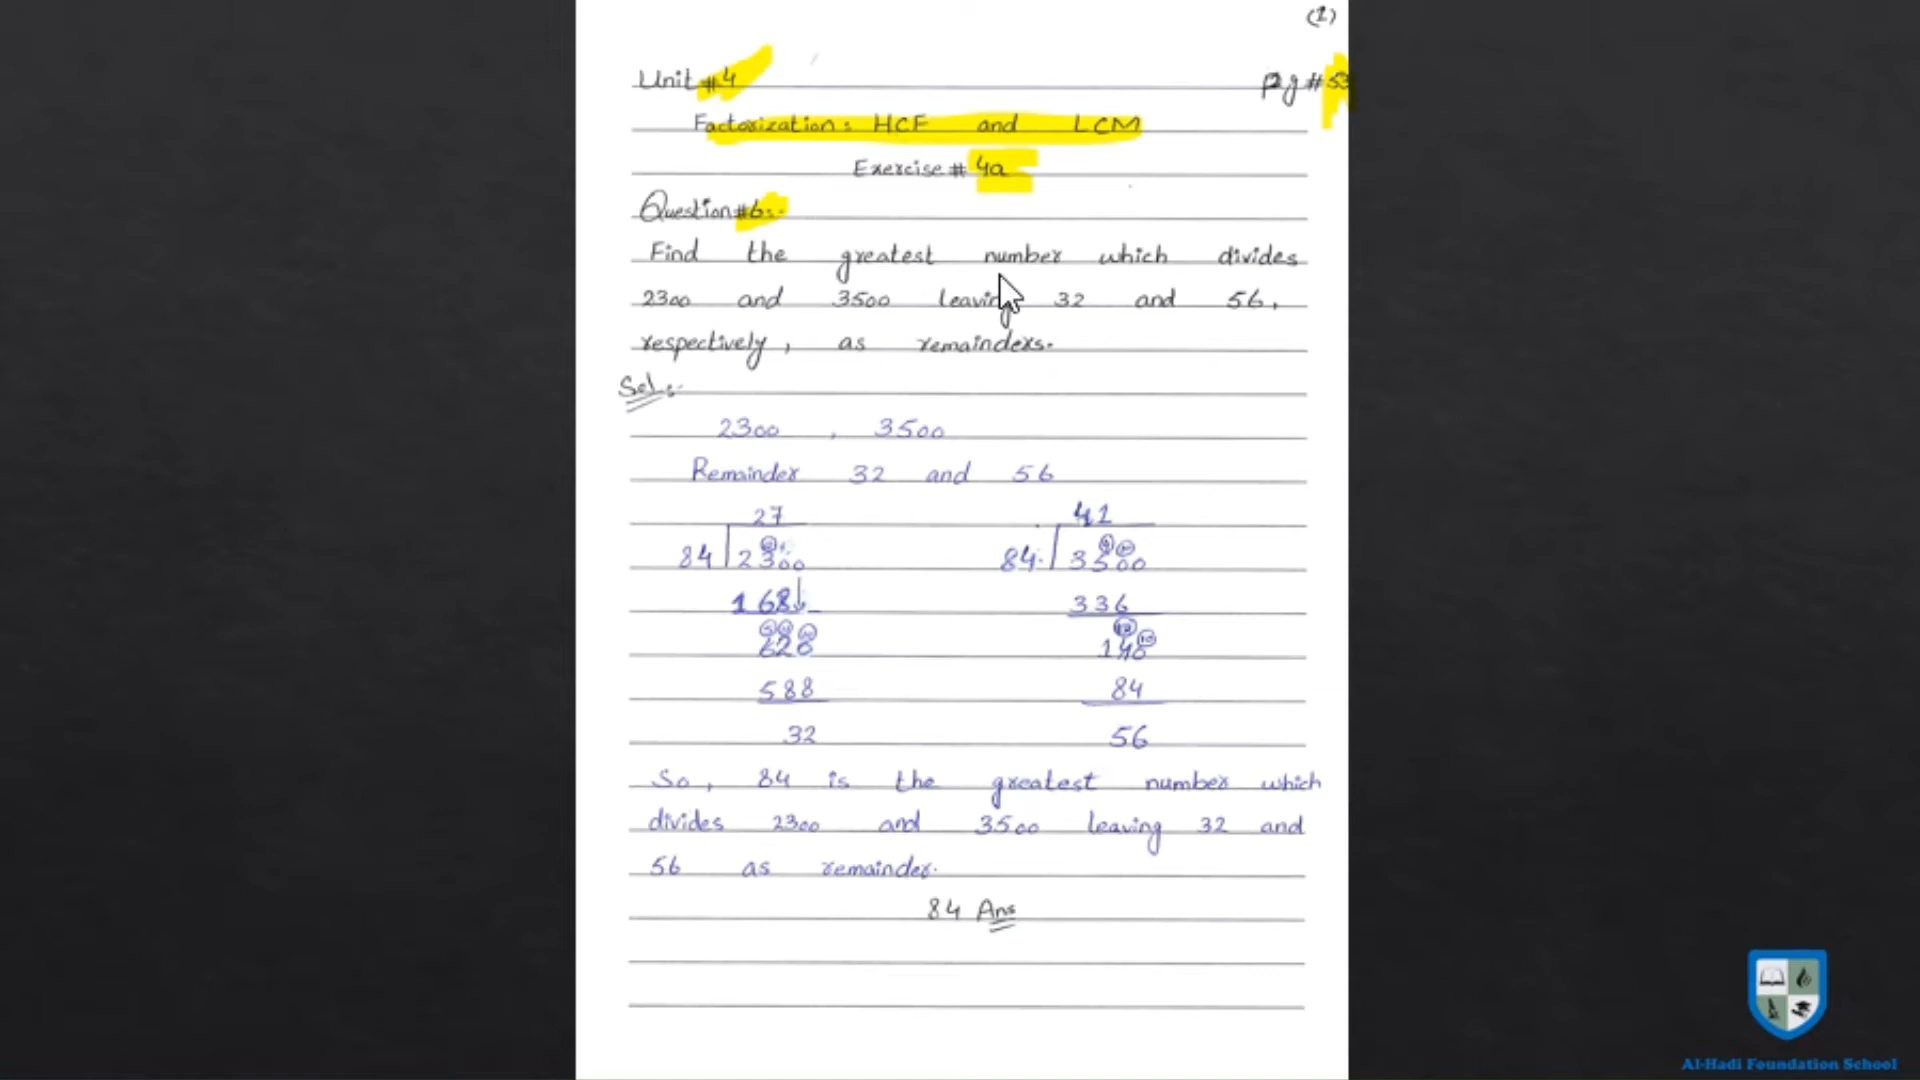 (1)
Unit #4 pg # 53
Factorization: HCF and LCM
Exercise # 4a
Question #6:-
Find the greatest number which divides
2300 and 3500 leaving 32 and 56,
respectively, as remainders.
Sol:-
2300 , 3500
Remainder 32 and 56
27 41
84 2300 84 3500
168 336
620 140
588 84
32 56
So, 84 is the greatest number which
divides 2300 and 3500 leaving 32 and
56 as remainder.
84 Ans
Al-Hadi Foundation School